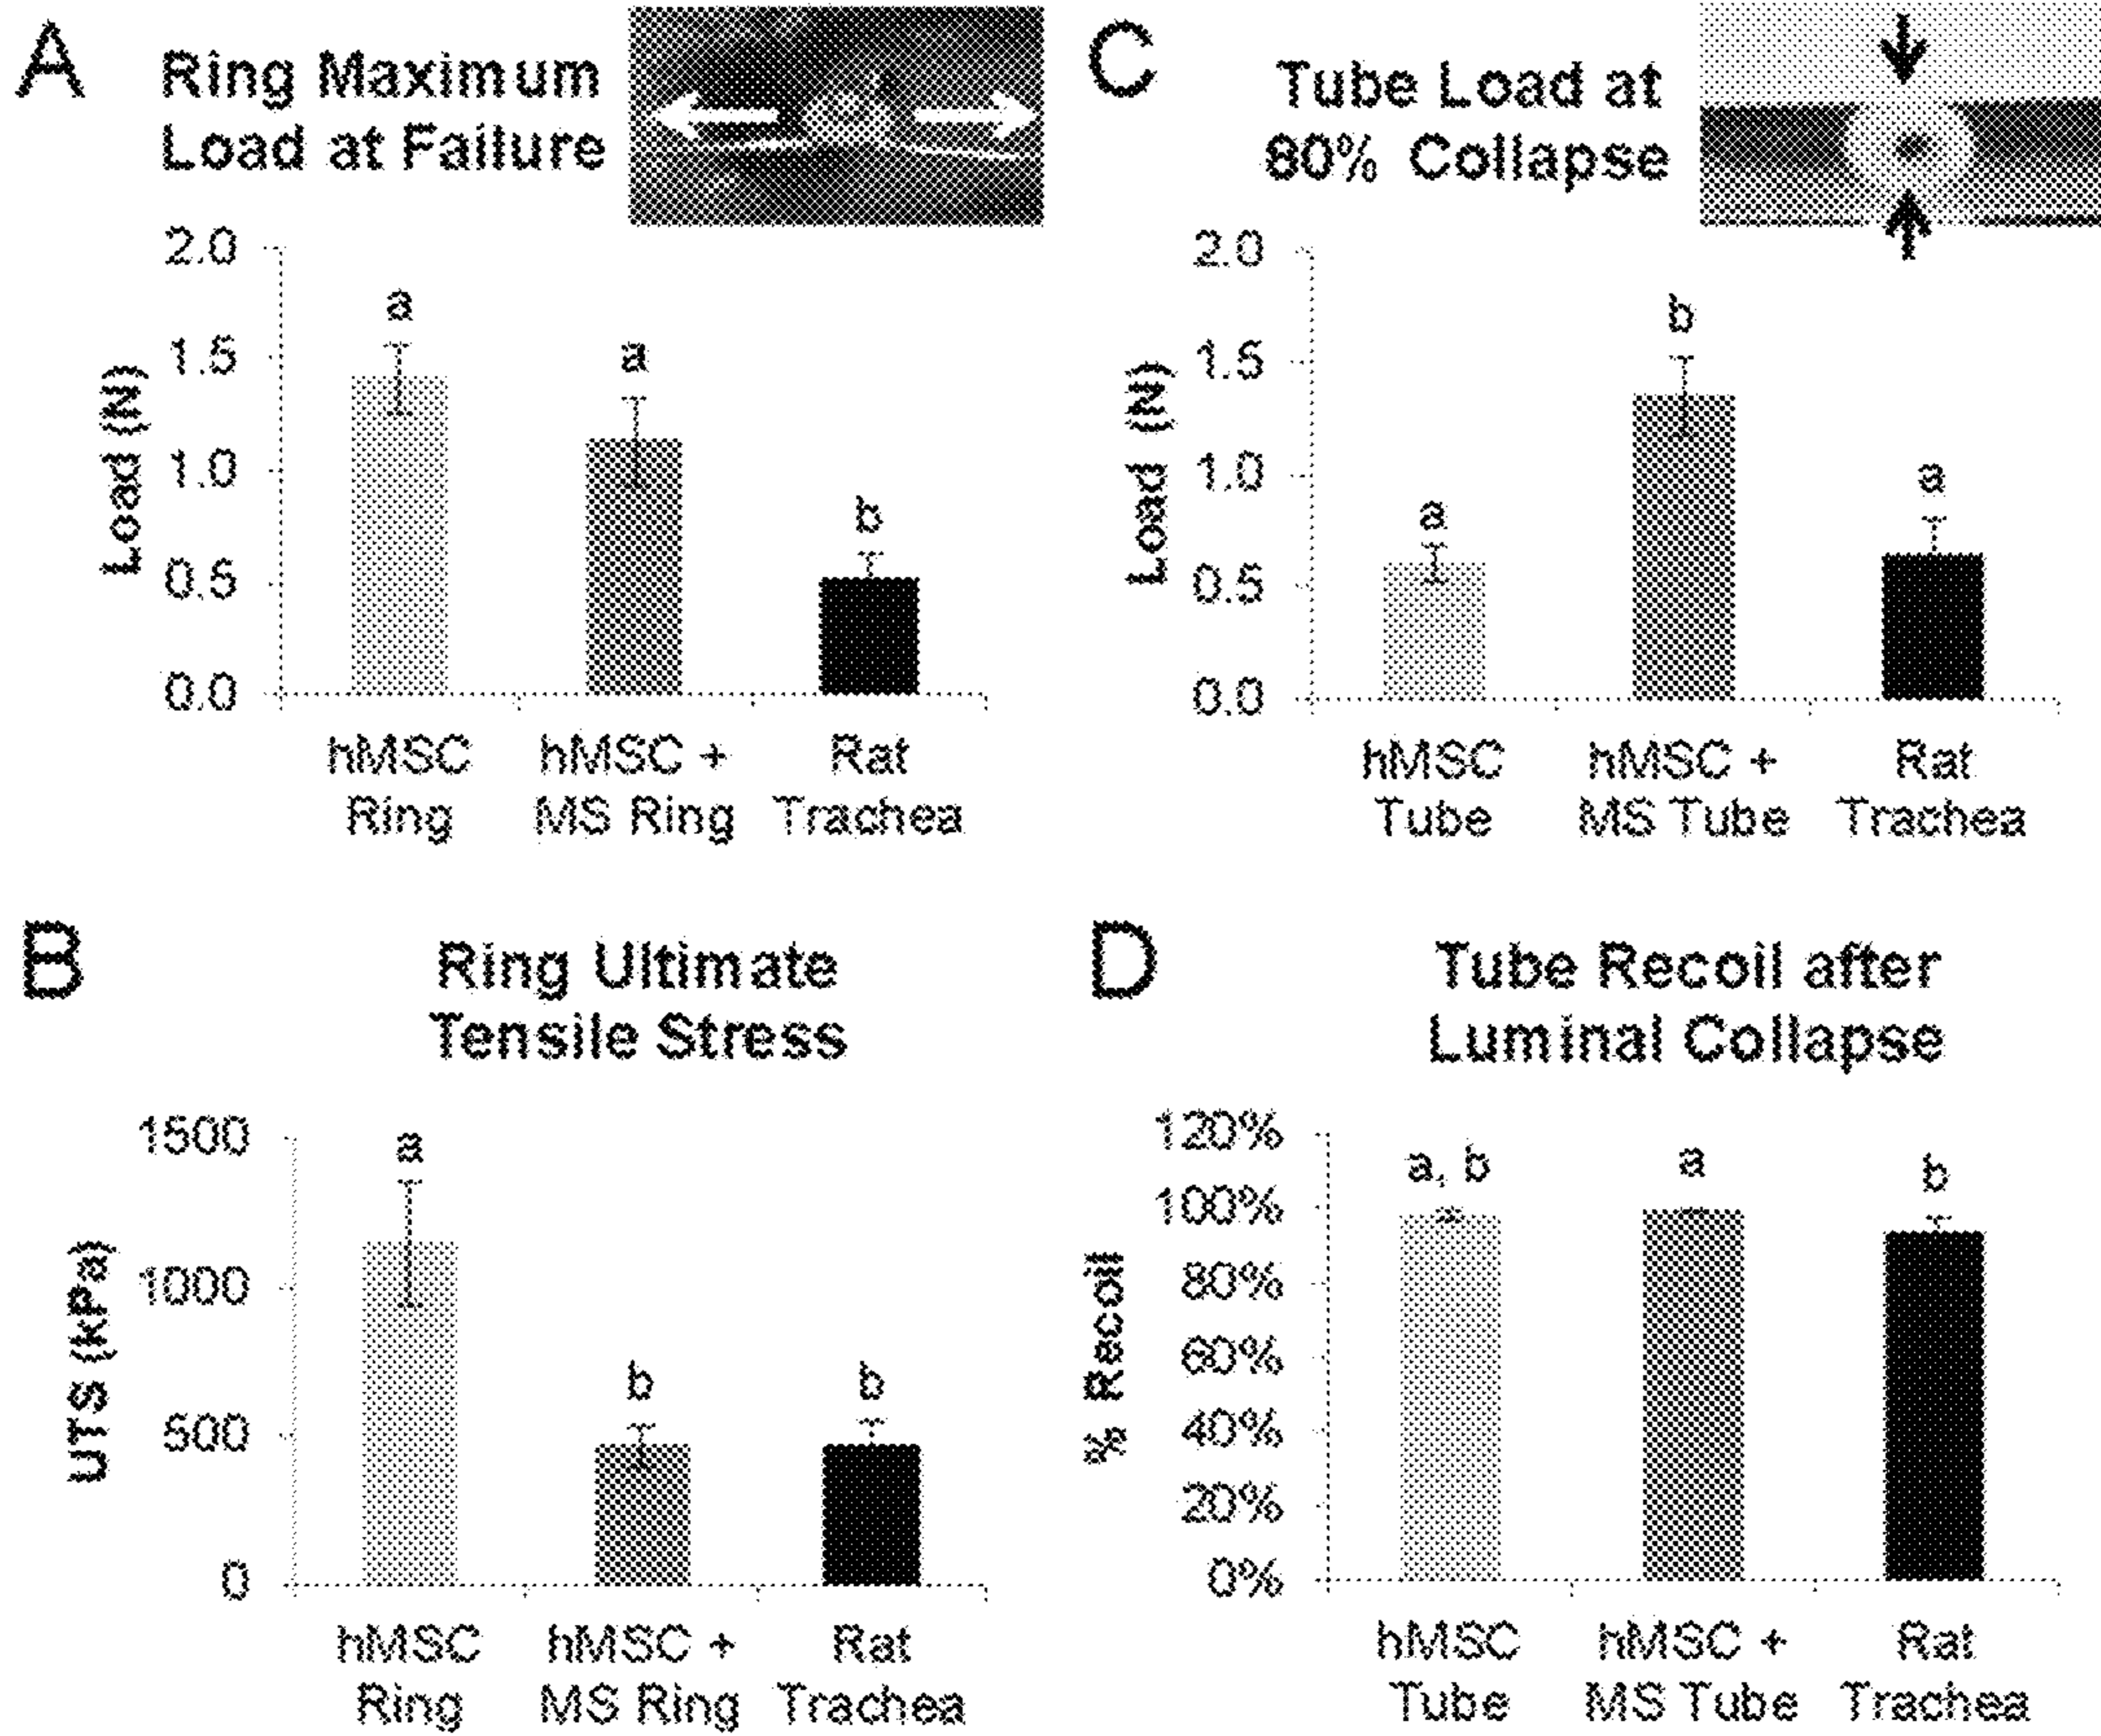 A
Ring Maximum
Load at Failure
2.0
1.5
1.0
0.5
0.0
Load (N)
a
a
b
hMSC
Ring
hMSC +
MS Ring
Rat
Trachea
C
Tube Load at
80% Collapse
2.0
1.5
1.0
0.5
0.0
Load (N)
a
b
a
hMSC
Tube
hMSC +
MS Tube
Rat
Trachea
B
Ring Ultimate
Tensile Stress
1500
1000
500
0
UTS (kPa)
a
b
b
hMSC
Ring
hMSC +
MS Ring
Rat
Trachea
D
Tube Recoil after
Luminal Collapse
120%
100%
80%
60%
40%
20%
0%
% Recoil
a, b
a
b
hMSC
Tube
hMSC +
MS Tube
Rat
Trachea